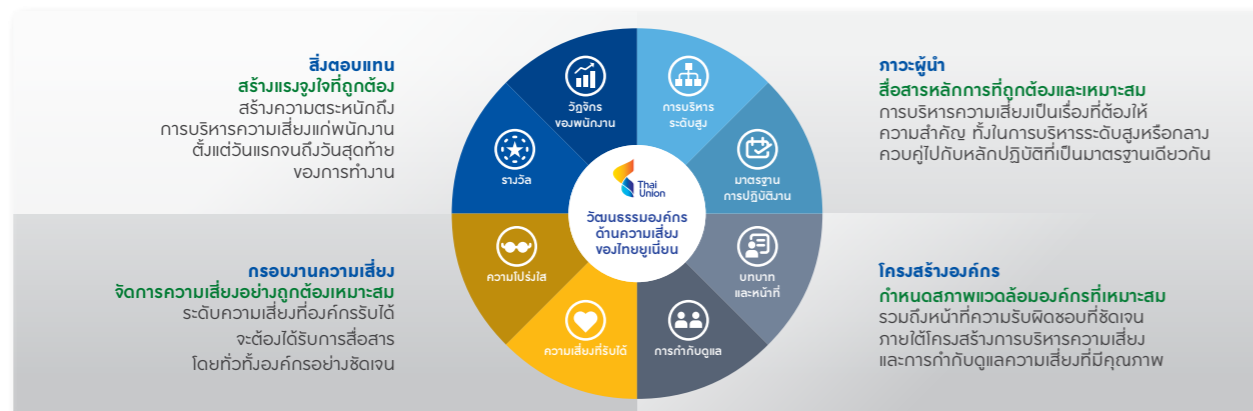 สิ่งตอบแทน
สร้างแรงจูงใจที่ถูกต้อง
สร้างความตระหนักถึง
การบริหารความเสี่ยงแก่พนักงาน
ตั้งแต่วันแรกจนถึงวันสุดท้าย
ของการทำงาน
วัฎจักร
ของพนักงาน
การบริหาร
ระดับสูง
ภาวะผู้นำ
สื่อสารหลักการที่ถูกต้องและเหมาะสม
การบริหารความเสี่ยงเป็นเรื่องที่ต้องให้
ความสำคัญ ทั้งในการบริหารระดับสูงหรือกลาง
ควบคู่ไปกับหลักปฏิบัติที่เป็นมาตรฐานเดียวกัน
รางวัล
มาตรฐาน
การปฏิบัติงาน
Thai
Union
วัฒนธรรมองค์กร
ด้านความเสี่ยง
ของไทยยูเนี่ยน
กรอบงานความเสี่ยง
จัดการความเสี่ยงอย่างถูกต้องเหมาะสม
ระดับความเสี่ยงที่องค์กรรับได้
จะต้องได้รับการสื่อสาร
โดยทั่วทั้งองค์กรอย่างชัดเจน
ความโปร่งใส
ความเสี่ยงที่รับได้
บทบาท
และหน้าที่
การกำกับดูแล
โครงสร้างองค์กร
กำหนดสภาพแวดล้อมองค์กรที่เหมาะสม
รวมถึงหน้าที่ความรับผิดชอบที่ชัดเจน
ภายใต้โครงสร้างการบริหารความเสี่ยง
และการกำกับดูแลความเสี่ยงที่มีคุณภาพ